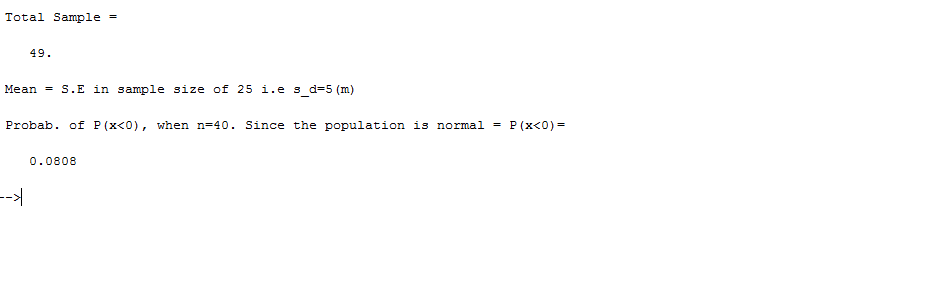 Total Sample =
49.
Mean = S.E in sample size of 25 i.e s_d=5(m)
Probab. of P(x<0), when n=40. Since the population is normal = P(x<0)=
0.0808
-->